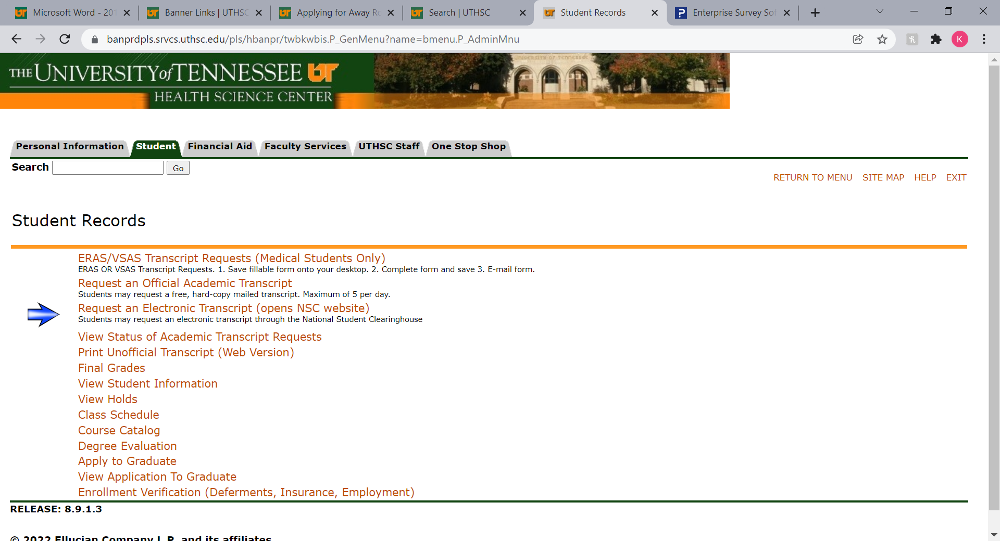 Microsoft Word - 201
Banner Links | UTHSC
Applying for Away Ro
Search | UTHSC
Student Records
Enterprise Survey Sof
banprdpls.srvcs.uthsc.edu/pls/hbanpr/twbkwbis.P_GenMenu?name=bmenu.P_AdminMnu
K
THE UNIVERSITY of TENNESSEE UT
HEALTH SCIENCE CENTER
UNIVERSITY OF TENNESSEE
Personal Information
Student
Financial Aid
Faculty Services
UTHSC Staff
One Stop Shop
Search
Go
RETURN TO MENU SITE MAP HELP EXIT
Student Records
ERAS/VSAS Transcript Requests (Medical Students Only)
ERAS OR VSAS Transcript Requests. 1. Save fillable form onto your desktop. 2. Complete form and save 3. E-mail form.
Request an Official Academic Transcript
Students may request a free, hard-copy mailed transcript. Maximum of 5 per day.
Request an Electronic Transcript (opens NSC website)
Students may request an electronic transcript through the National Student Clearinghouse
View Status of Academic Transcript Requests
Print Unofficial Transcript (Web Version)
Final Grades
View Student Information
View Holds
Class Schedule
Course Catalog
Degree Evaluation
Apply to Graduate
View Application To Graduate
Enrollment Verification (Deferments, Insurance, Employment)
RELEASE: 8.9.1.3
© 2022 Ellucian Company L.P. and its affiliates.